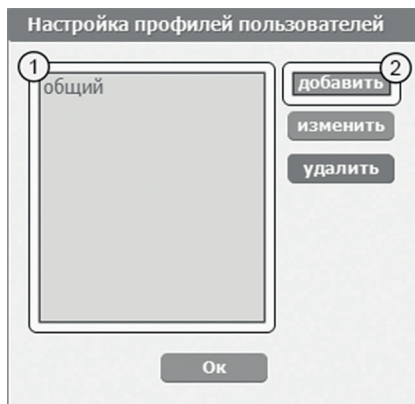 Настройка профилей пользователей
1
2
общий
добавить
изменить
удалить
Ок